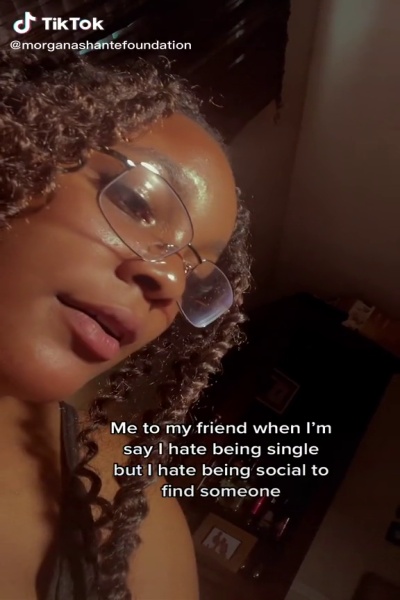 TikTok
@morganashantefoundation
Me to my friend when I'm
say I hate being single
but I hate being social to
find someone